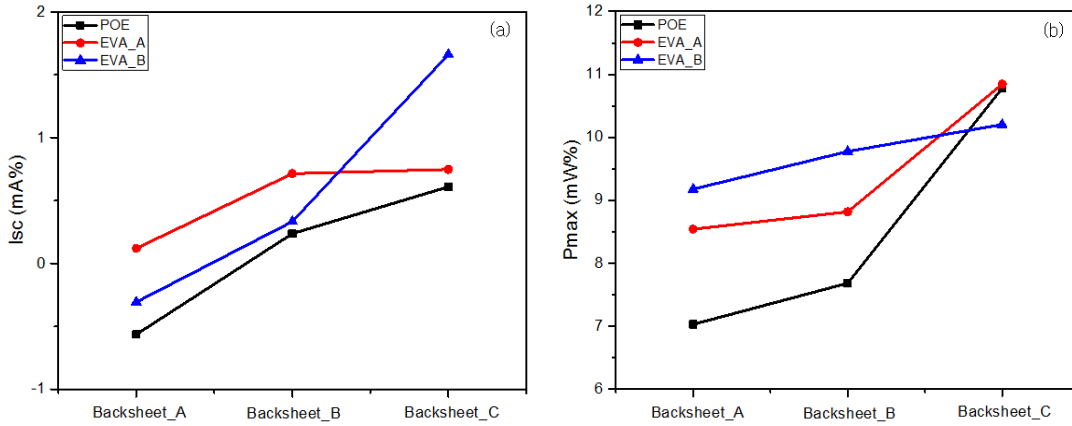 2
1
0
-1
Isc (mA%)
POE
EVA_A
EVA_B
(a)
Backsheet_A
Backsheet_B
Backsheet_C
12
11
10
9
8
7
6
Pmax (mW%)
POE
EVA_A
EVA_B
(b)
Backsheet_A
Backsheet_B
Backsheet_C